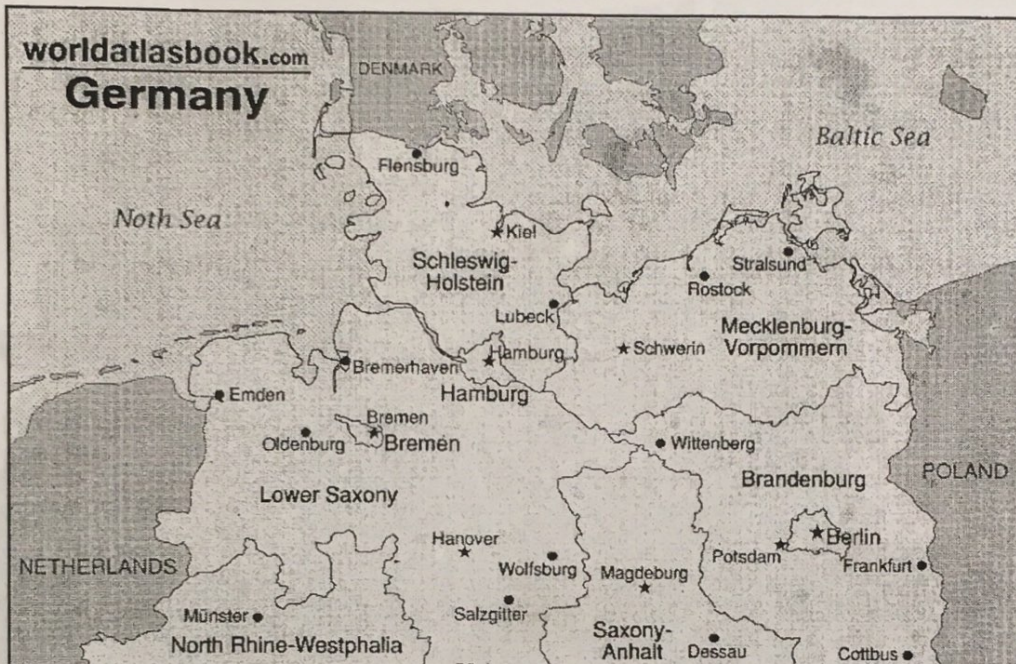 worldatlasbook.com
Germany
DENMARK
Baltic Sea
Flensburg
Noth Sea
Kiel
Schleswig-
Holstein
Stralsund
Rostock
Lubeck
Mecklenburg-
Vorpommern
Schwerin
Hamburg
Bremerhaven
Hamburg
Emden
Bremen
Oldenburg
Bremen
Wittenberg
POLAND
Brandenburg
Lower Saxony
Hanover
Berlin
Potsdam
NETHERLANDS
Wolfsburg
Magdeburg
Frankfurt
Münster
Salzgitter
North Rhine-Westphalia
Saxony-
Anhalt
Dessau
Cottbus